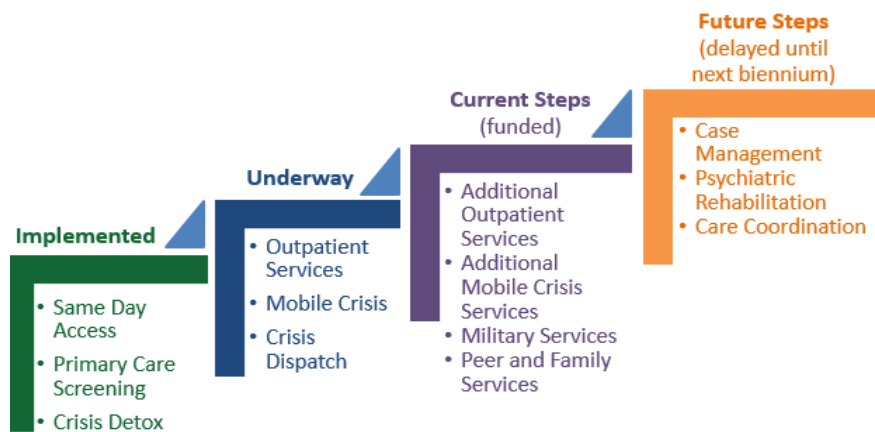 Implemented
• Same Day
Access
• Primary Care
Screening
• Crisis Detox
Underway
• Outpatient
Services
• Mobile Crisis
• Crisis
Dispatch
Current Steps
(funded)
• Additional
Outpatient
Services
• Additional
Mobile Crisis
Services
• Military Services
• Peer and Family
Services
Future Steps
(delayed until
next biennium)
• Case
Management
• Psychiatric
Rehabilitation
• Care Coordination